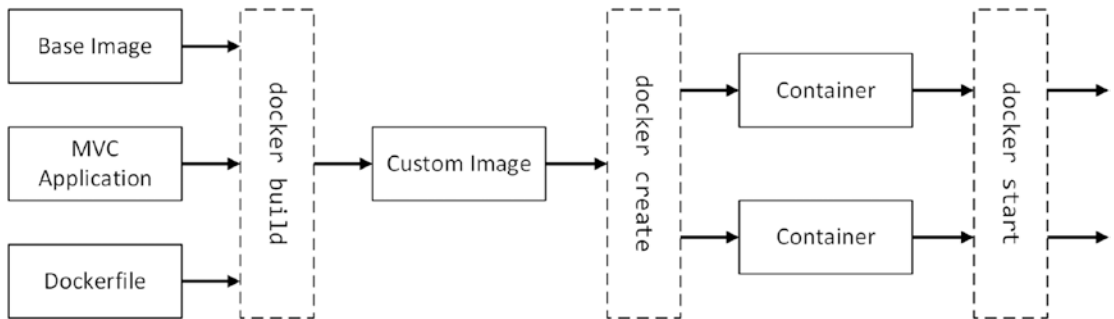 Base Image
MVC
Application
Dockerfile
docker build
Custom Image
docker create
Container
Container
docker start